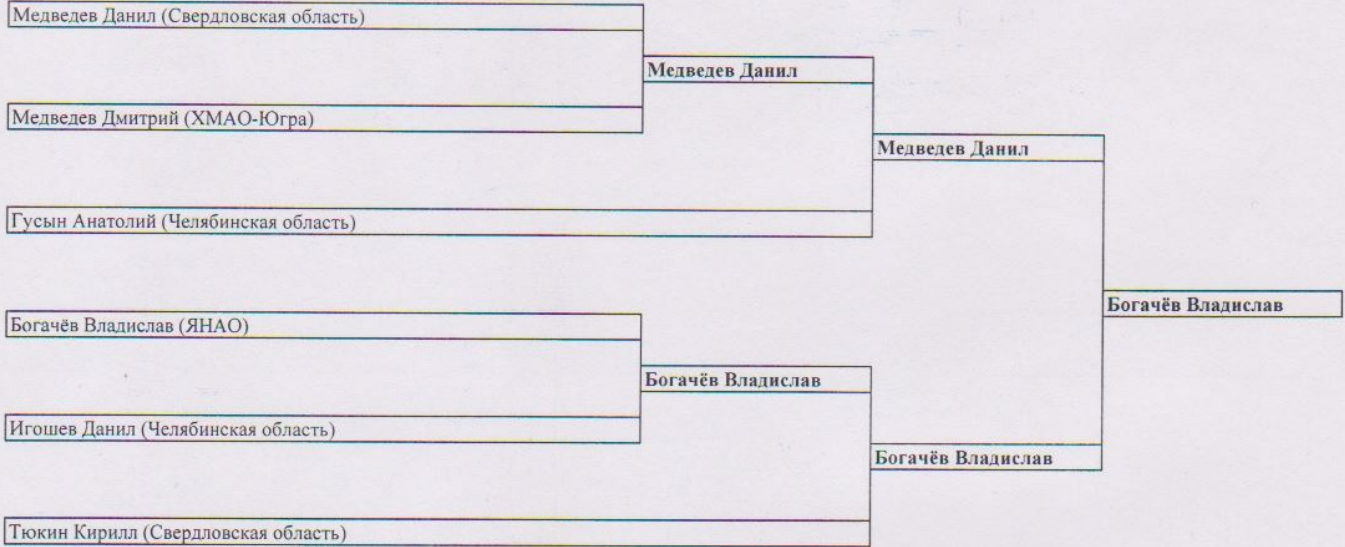 Медведев Данил (Свердловская область)
Медведев Данил
Медведев Дмитрий (ХМАО-Югра)
Медведев Данил
Гусын Анатолий (Челябинская область)
Богачёв Владислав
Богачёв Владислав (ЯНАО)
Богачёв Владислав
Игошев Данил (Челябинская область)
Богачёв Владислав
Тюкин Кирилл (Свердловская область)